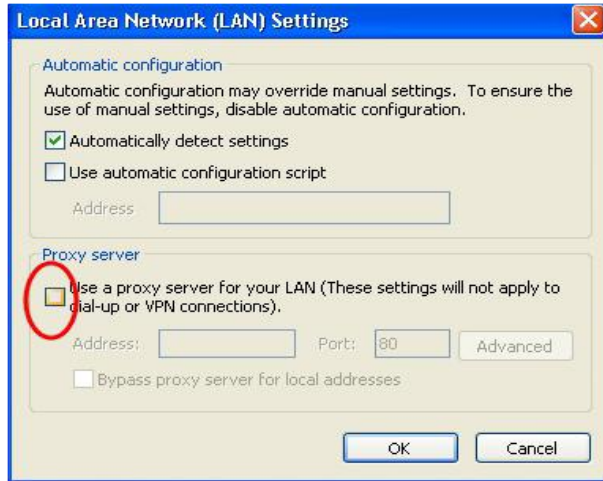 Local Area Network (LAN) Settings
Automatic configuration
Automatic configuration may override manual settings. To ensure the
use of manual settings, disable automatic configuration.
Automatically detect settings
Use automatic configuration script
Address
Proxy server
Use a proxy server for your LAN (These settings will not apply to
dial-up or VPN connections).
Address: Port: 80 Advanced
Bypass proxy server for local addresses
OK Cancel